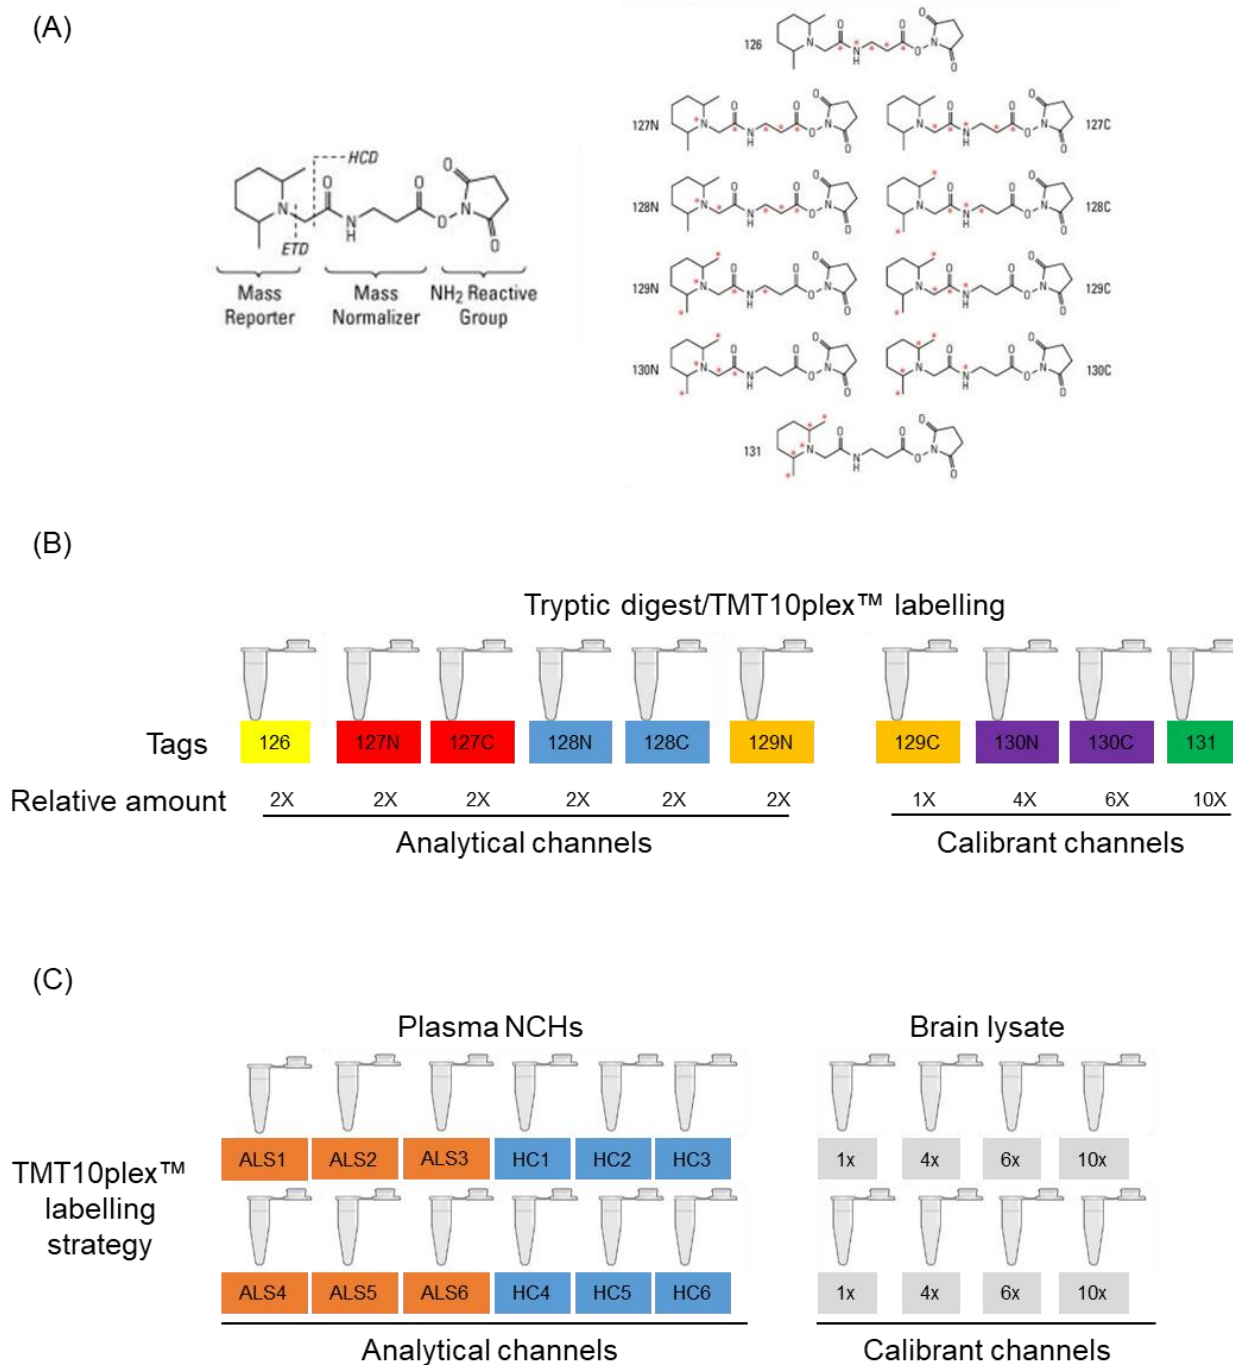 (A)
HCD
ETD
Mass Reporter
Mass Normalizer
NH2 Reactive Group
126
127N
127C
128N
128C
129N
129C
130N
130C
131
(B)
Tryptic digest/TMT10plex™ labelling
Tags 126 127N 127C 128N 128C 129N 129C 130N 130C 131
Relative amount 2X 2X 2X 2X 2X 2X 1X 4X 6X 10X
Analytical channels Calibrant channels
(C)
Plasma NCHs Brain lysate
TMT10plex™
labelling
strategy
ALS1 ALS2 ALS3 HC1 HC2 HC3 1x 4x 6x 10x
ALS4 ALS5 ALS6 HC4 HC5 HC6 1x 4x 6x 10x
Analytical channels Calibrant channels